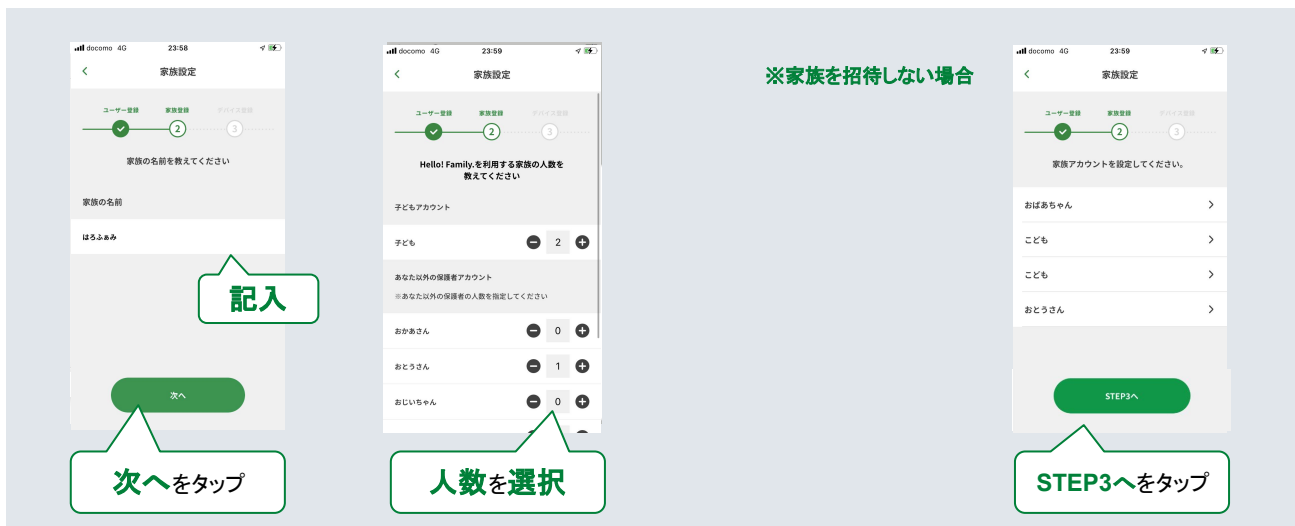 docomo 4G 23:58
家族設定
ユーザー登録 家族登録 デバイス登録
2 3
家族の名前を教えてください
家族の名前
はろふぁみ
記入
次へ
次へをタップ
docomo 4G 23:59
家族設定
ユーザー登録 家族登録 デバイス登録
2 3
Hello! Family.を利用する家族の人数を
教えてください
子どもアカウント
子ども 2
あなた以外の保護者アカウント
※あなた以外の保護者の人数を指定してください
おかあさん 0
おとうさん 1
おじいちゃん 0
人数を選択
※家族を招待しない場合
docomo 4G 23:59
家族設定
ユーザー登録 家族登録 デバイス登録
2 3
家族アカウントを設定してください。
おばあちゃん
こども
こども
おとうさん
STEP3へ
STEP3へをタップ